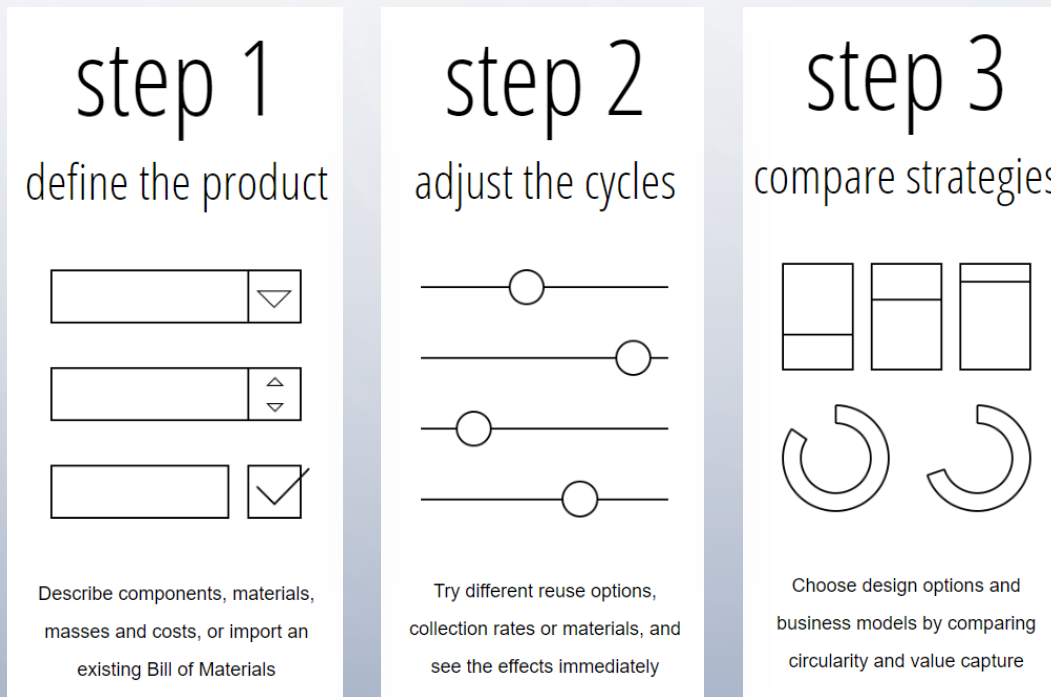 step 1
define the product
Describe components, materials,
masses and costs, or import an
existing Bill of Materials
step 2
adjust the cycles
Try different reuse options,
collection rates or materials, and
see the effects immediately
step 3
compare strategies
Choose design options and
business models by comparing
circularity and value capture